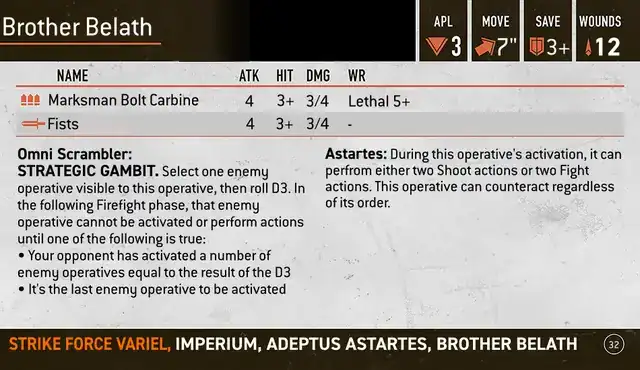 Brother Belath
APL MOVE SAVE WOUNDS
3 7" 3+ 12
NAME ATK HIT DMG WR
Marksman Bolt Carbine 4 3+ 3/4 Lethal 5+
Fists 4 3+ 3/4 -
Omni Scrambler:
STRATEGIC GAMBIT. Select one enemy
operative visible to this operative, then roll D3. In
the following Firefight phase, that enemy
operative cannot be activated or perform actions
until one of the following is true:
• Your opponent has activated a number of
enemy operatives equal to the result of the D3
• It's the last enemy operative to be activated
Astartes: During this operative's activation, it can
perfrom either two Shoot actions or two Fight
actions. This operative can counteract regardless
of its order.
STRIKE FORCE VARIEL, IMPERIUM, ADEPTUS ASTARTES, BROTHER BELATH
32